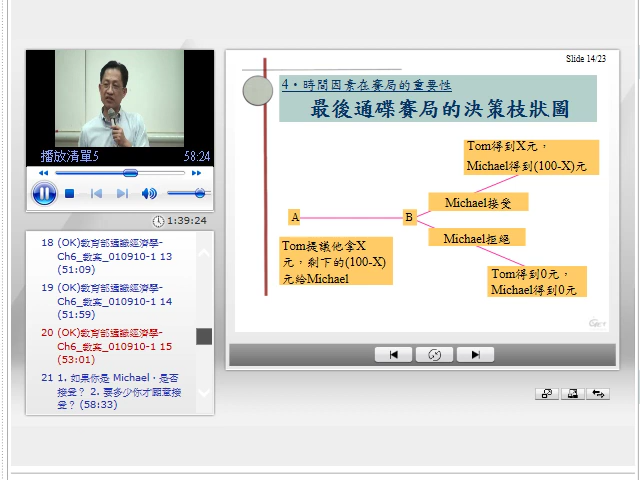 Slide 14/23
4‧時間因素在賽局的重要性
最後通碟賽局的決策枝狀圖
Tom得到X元，
Michael得到(100-X)元
Michael接受
A
B
Michael拒絕
Tom提議他拿X
元，剩下的(100-X)
元給Michael
Tom得到0元，
Michael得到0元
播放清單5
58:24
1:39:24
18 (OK)教育部通識經濟學-
Ch6_教案_010910-1 13
(51:09)
19 (OK)教育部通識經濟學-
Ch6_教案_010910-1 14
(51:59)
20 (OK)教育部通識經濟學-
Ch6_教案_010910-1 15
(53:01)
21 1. 如果你是 Michael，是否
接受？ 2. 要多少你才願意接
受？ (58:33)